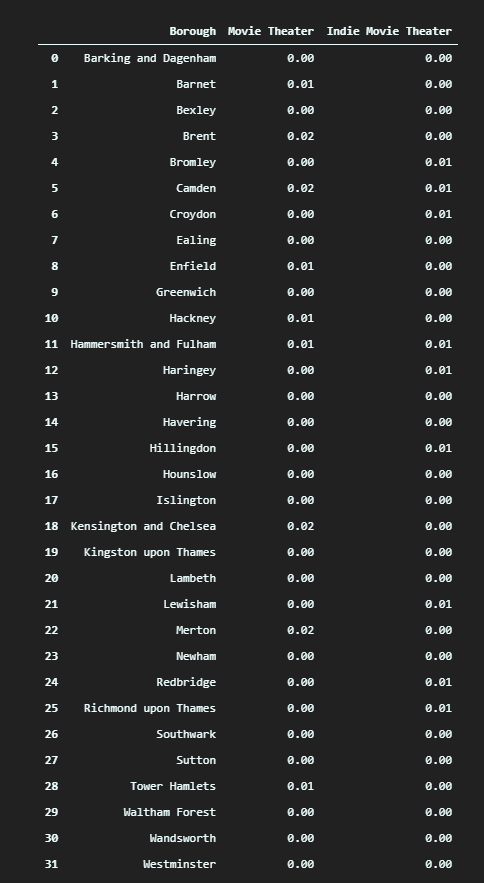 Borough Movie Theater Indie Movie Theater
0 Barking and Dagenham 0.00 0.00
1 Barnet 0.01 0.00
2 Bexley 0.00 0.00
3 Brent 0.02 0.00
4 Bromley 0.00 0.01
5 Camden 0.02 0.01
6 Croydon 0.00 0.01
7 Ealing 0.00 0.00
8 Enfield 0.01 0.00
9 Greenwich 0.00 0.00
10 Hackney 0.01 0.00
11 Hammersmith and Fulham 0.01 0.01
12 Haringey 0.00 0.01
13 Harrow 0.00 0.00
14 Havering 0.00 0.00
15 Hillingdon 0.00 0.01
16 Hounslow 0.00 0.00
17 Islington 0.00 0.00
18 Kensington and Chelsea 0.02 0.00
19 Kingston upon Thames 0.00 0.00
20 Lambeth 0.00 0.00
21 Lewisham 0.00 0.01
22 Merton 0.02 0.00
23 Newham 0.00 0.00
24 Redbridge 0.00 0.01
25 Richmond upon Thames 0.00 0.01
26 Southwark 0.00 0.00
27 Sutton 0.00 0.00
28 Tower Hamlets 0.01 0.00
29 Waltham Forest 0.00 0.00
30 Wandsworth 0.00 0.00
31 Westminster 0.00 0.00